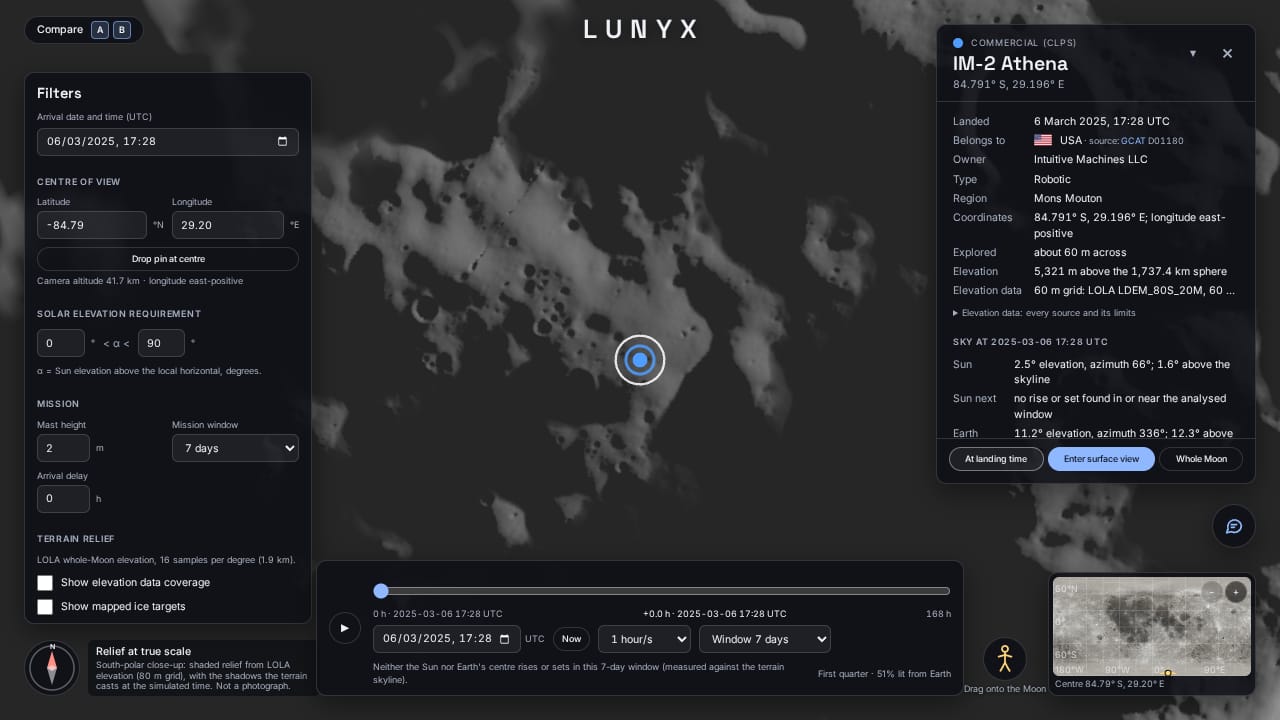 Compare A B
LUNYX
Filters
Arrival date and time (UTC)
06/03/2025, 17:28
CENTRE OF VIEW
Latitude Longitude
-84.79 °N 29.20 °E
Drop pin at centre
Camera altitude 41.7 km · longitude east-positive
SOLAR ELEVATION REQUIREMENT
0 ° < α < 90 °
α = Sun elevation above the local horizontal, degrees.
MISSION
Mast height Mission window
2 m 7 days
Arrival delay
0 h
TERRAIN RELIEF
LOLA whole-Moon elevation, 16 samples per degree (1.9 km).
Show elevation data coverage
Show mapped ice targets
N
Relief at true scale
South-polar close-up: shaded relief from LOLA
elevation (80 m grid), with the shadows the terrain
casts at the simulated time. Not a photograph.
0 h · 2025-03-06 17:28 UTC +0.0 h · 2025-03-06 17:28 UTC 168 h
06/03/2025, 17:28 UTC Now 1 hour/s Window 7 days
Neither the Sun nor Earth's centre rises or sets in this 7-day window (measured against the terrain
skyline).
First quarter · 51% lit from Earth
COMMERCIAL (CLPS)
IM-2 Athena
84.791° S, 29.196° E
Landed 6 March 2025, 17:28 UTC
Belongs to USA · source: GCAT D01180
Owner Intuitive Machines LLC
Type Robotic
Region Mons Mouton
Coordinates 84.791° S, 29.196° E; longitude east-
positive
Explored about 60 m across
Elevation 5,321 m above the 1,737.4 km sphere
Elevation data 60 m grid: LOLA LDEM_80S_20M, 60 ...
Elevation data: every source and its limits
SKY AT 2025-03-06 17:28 UTC
Sun 2.5° elevation, azimuth 66°; 1.6° above the
skyline
Sun next no rise or set found in or near the analysed
window
Earth 11.2° elevation, azimuth 336°; 12.3° above
At landing time Enter surface view Whole Moon
Drag onto the Moon
60°N
0°
60°S
180°W 90°W 0° 90°E
Centre 84.79° S, 29.20° E